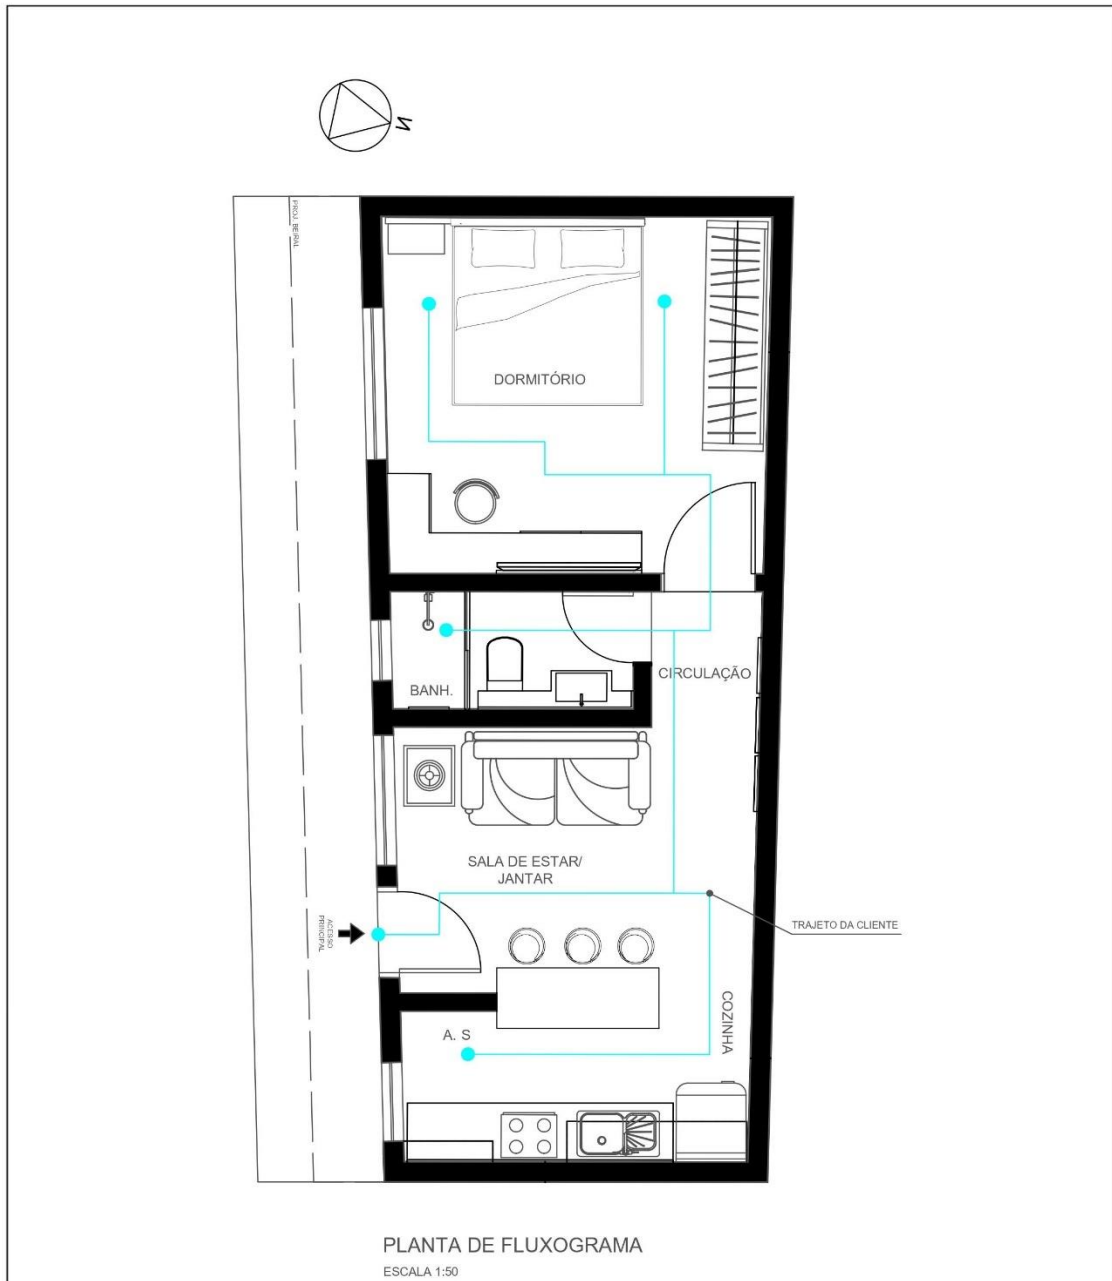 N
PROJ. BEIRAL
DORMITÓRIO
BANH.
CIRCULAÇÃO
SALA DE ESTAR/
JANTAR
ACESSO
PRINCIPAL
TRAJETO DA CLIENTE
COZINHA
A. S
PLANTA DE FLUXOGRAMA
ESCALA 1:50